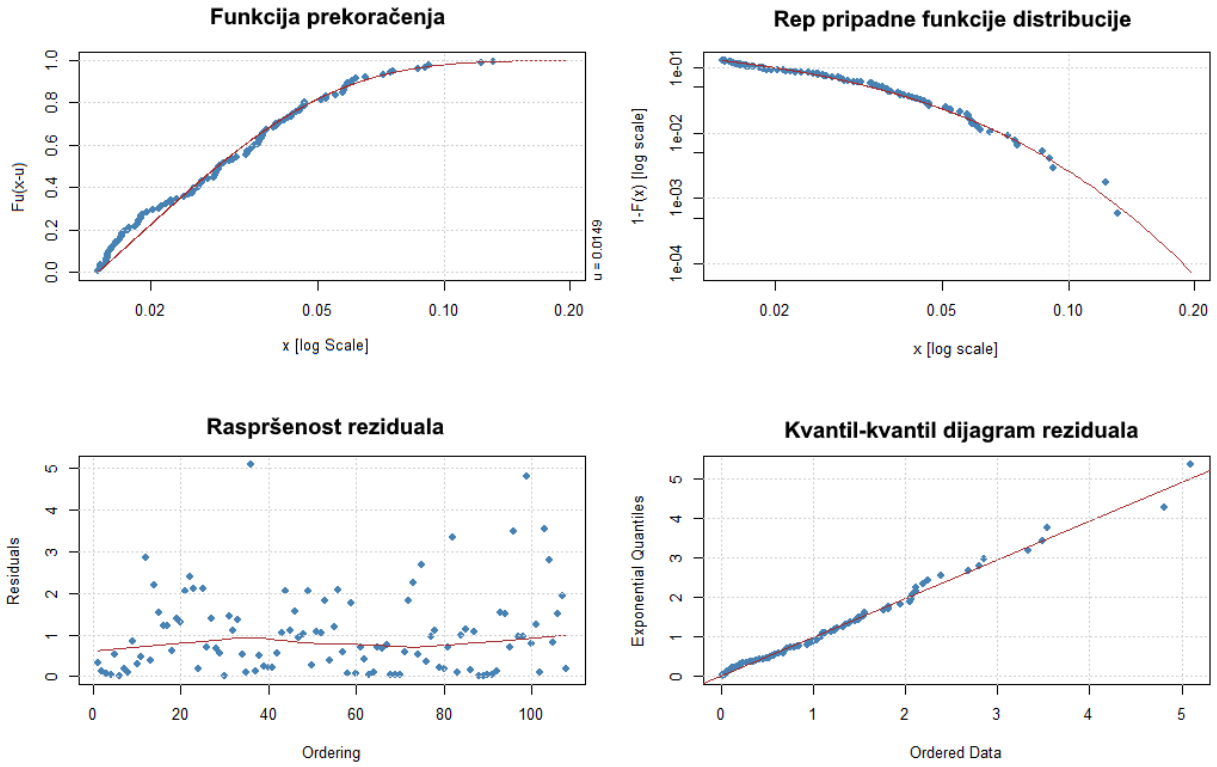 Funkcija prekoračenja
Fu(x-u)
0.0 0.2 0.4 0.6 0.8 1.0
0.02 0.05 0.10 0.20
x [log Scale]
u = 0.0149
Rep pripadne funkcije distribucije
1-F(x) [log scale]
1e-04 1e-03 1e-02 1e-01
0.02 0.05 0.10 0.20
x [log scale]
Raspršenost reziduala
Residuals
0 1 2 3 4 5
0 20 40 60 80 100
Ordering
Kvantil-kvantil dijagram reziduala
Exponential Quantiles
0 1 2 3 4 5
0 1 2 3 4 5
Ordered Data